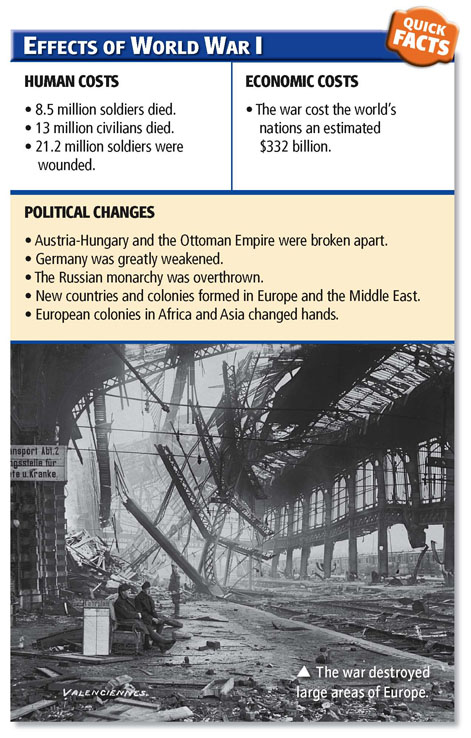 QUICK
FACTS
EFFECTS OF WORLD WAR I
HUMAN COSTS
• 8.5 million soldiers died.
• 13 million civilians died.
• 21.2 million soldiers were
wounded.
ECONOMIC COSTS
• The war cost the world's
nations an estimated
$332 billion.
POLITICAL CHANGES
• Austria-Hungary and the Ottoman Empire were broken apart.
• Germany was greatly weakened.
• The Russian monarchy was overthrown.
• New countries and colonies formed in Europe and the Middle East.
• European colonies in Africa and Asia changed hands.
nsport Abt.2
ngsstelle für
te u.Kranke
VALENCIENNES.
▲ The war destroyed
large areas of Europe.